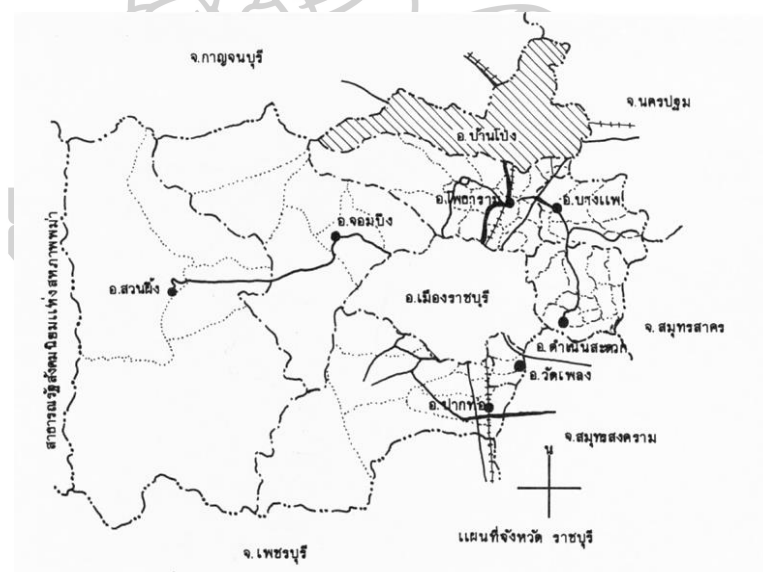 จ.กาญจนบุรี
จ.นครปฐม
อ.บ้านโป่ง
อ.โพธาราม
อ.บางแพ
อ.จอมบึง
อ.สวนผึ้ง
อ.เมืองราชบุรี
สาธารณรัฐสังคมนิยมแห่งสหภาพพม่า
จ.สมุทรสาคร
อ.ดำเนินสะดวก
อ.วัดเพลง
อ.ปากท่อ
จ.สมุทรสงคราม
น
แผนที่จังหวัด ราชบุรี
จ.เพชรบุรี